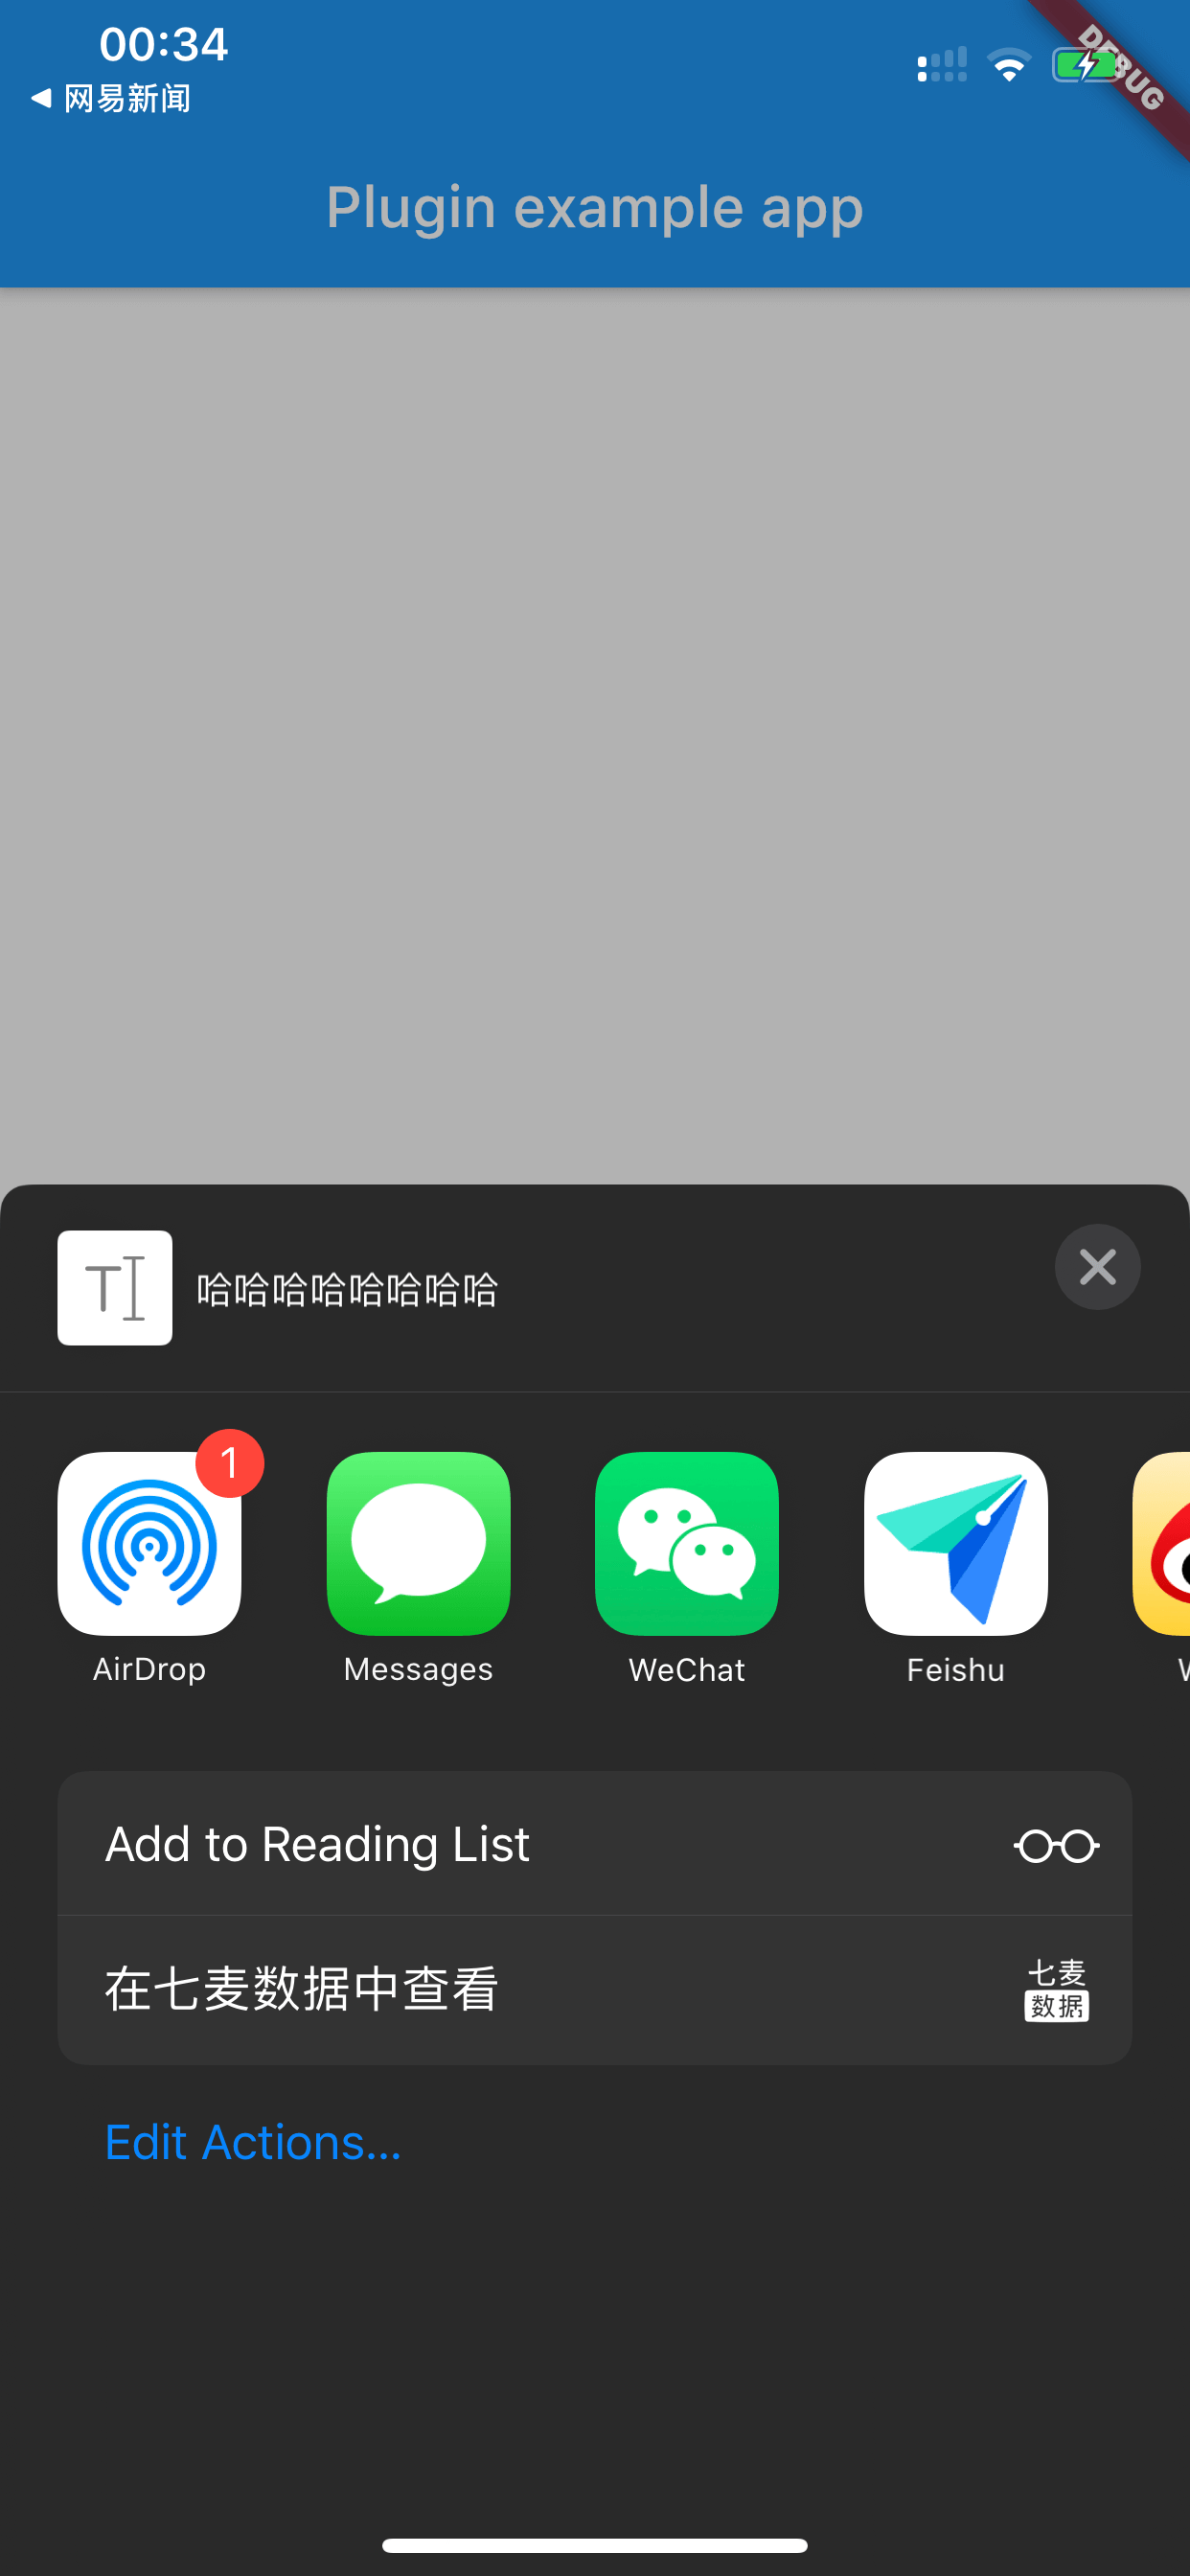 00:34
网易新闻
DEBUG
Plugin example app
哈哈哈哈哈哈哈哈
1
AirDrop
Messages
WeChat
Feishu
Add to Reading List
在七麦数据中查看
七麦
数据
Edit Actions...